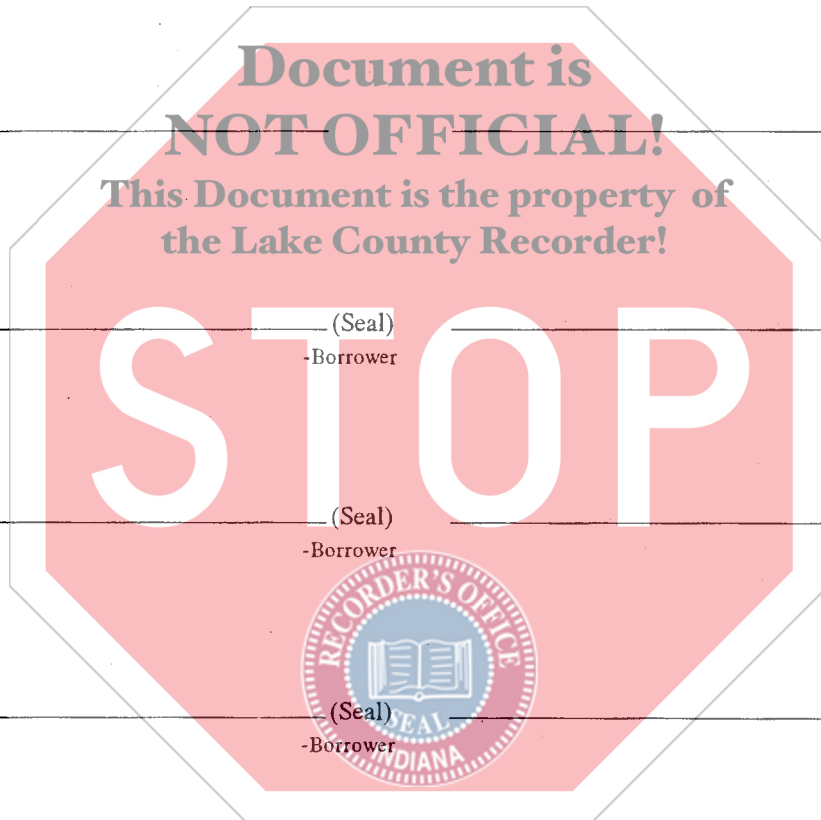 Document is
NOT OFFICIAL!
This Document is the property of
the Lake County Recorder!
STOP
(Seal)
-Borrower
(Seal)
-Borrower
RECORDER'S OFFICE
(Seal)
SEAL
-Borrower
INDIANA